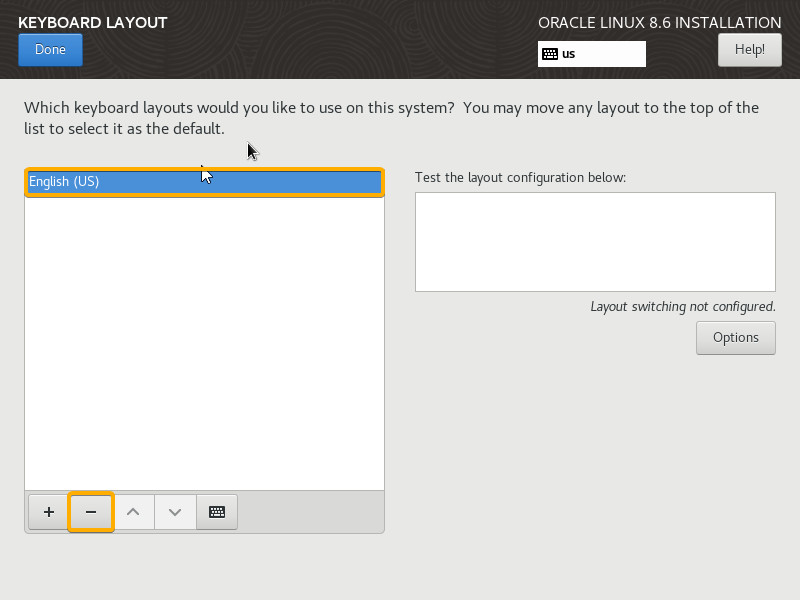 KEYBOARD LAYOUT
ORACLE LINUX 8.6 INSTALLATION
Done
us
Help!
Which keyboard layouts would you like to use on this system? You may move any layout to the top of the
list to select it as the default.
English (US)
Test the layout configuration below:
Layout switching not configured.
Options